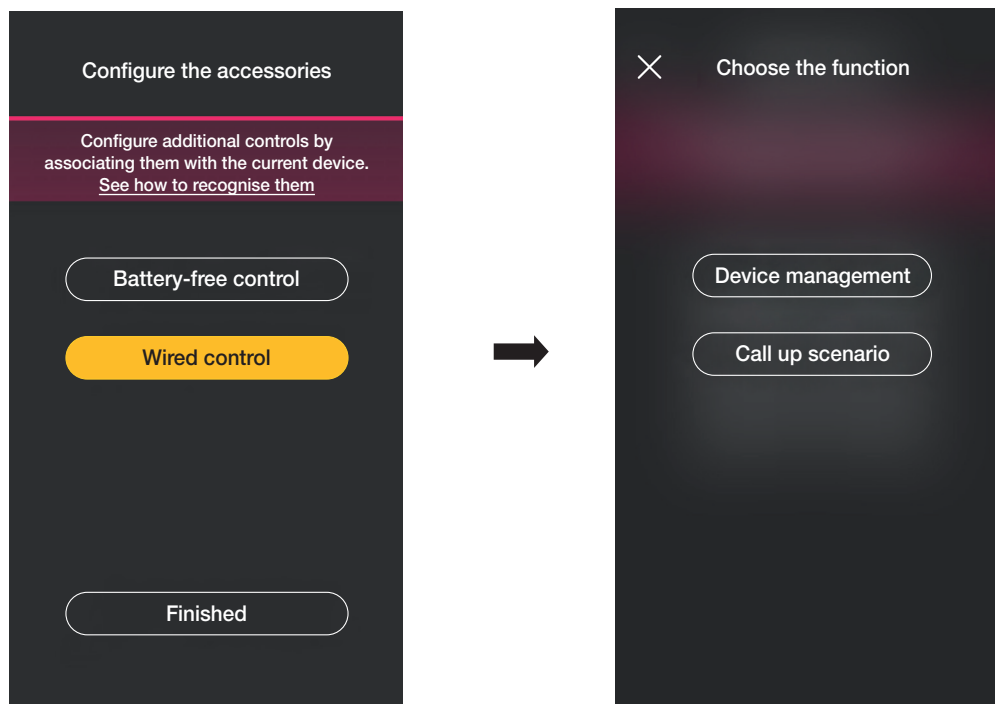 Configure the accessories
Configure additional controls by
associating them with the current device.
See how to recognise them
Battery-free control
Wired control
Finished
Choose the function
Device management
Call up scenario